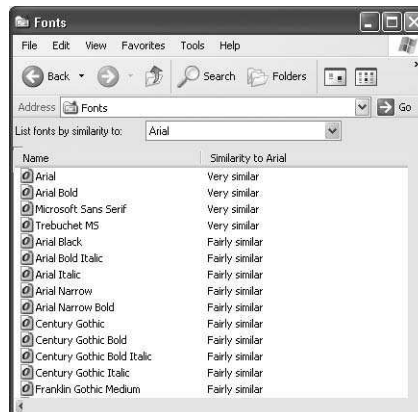 Fonts
File Edit View Favorites Tools Help
Back Search Folders
Address Fonts Go
List fonts by similarity to: Arial
Name Similarity to Arial
Arial Very similar
Arial Bold Very similar
Microsoft Sans Serif Very similar
Trebuchet MS Very similar
Arial Black Fairly similar
Arial Bold Italic Fairly similar
Arial Italic Fairly similar
Arial Narrow Fairly similar
Arial Narrow Bold Fairly similar
Century Gothic Fairly similar
Century Gothic Bold Fairly similar
Century Gothic Bold Italic Fairly similar
Century Gothic Italic Fairly similar
Franklin Gothic Medium Fairly similar